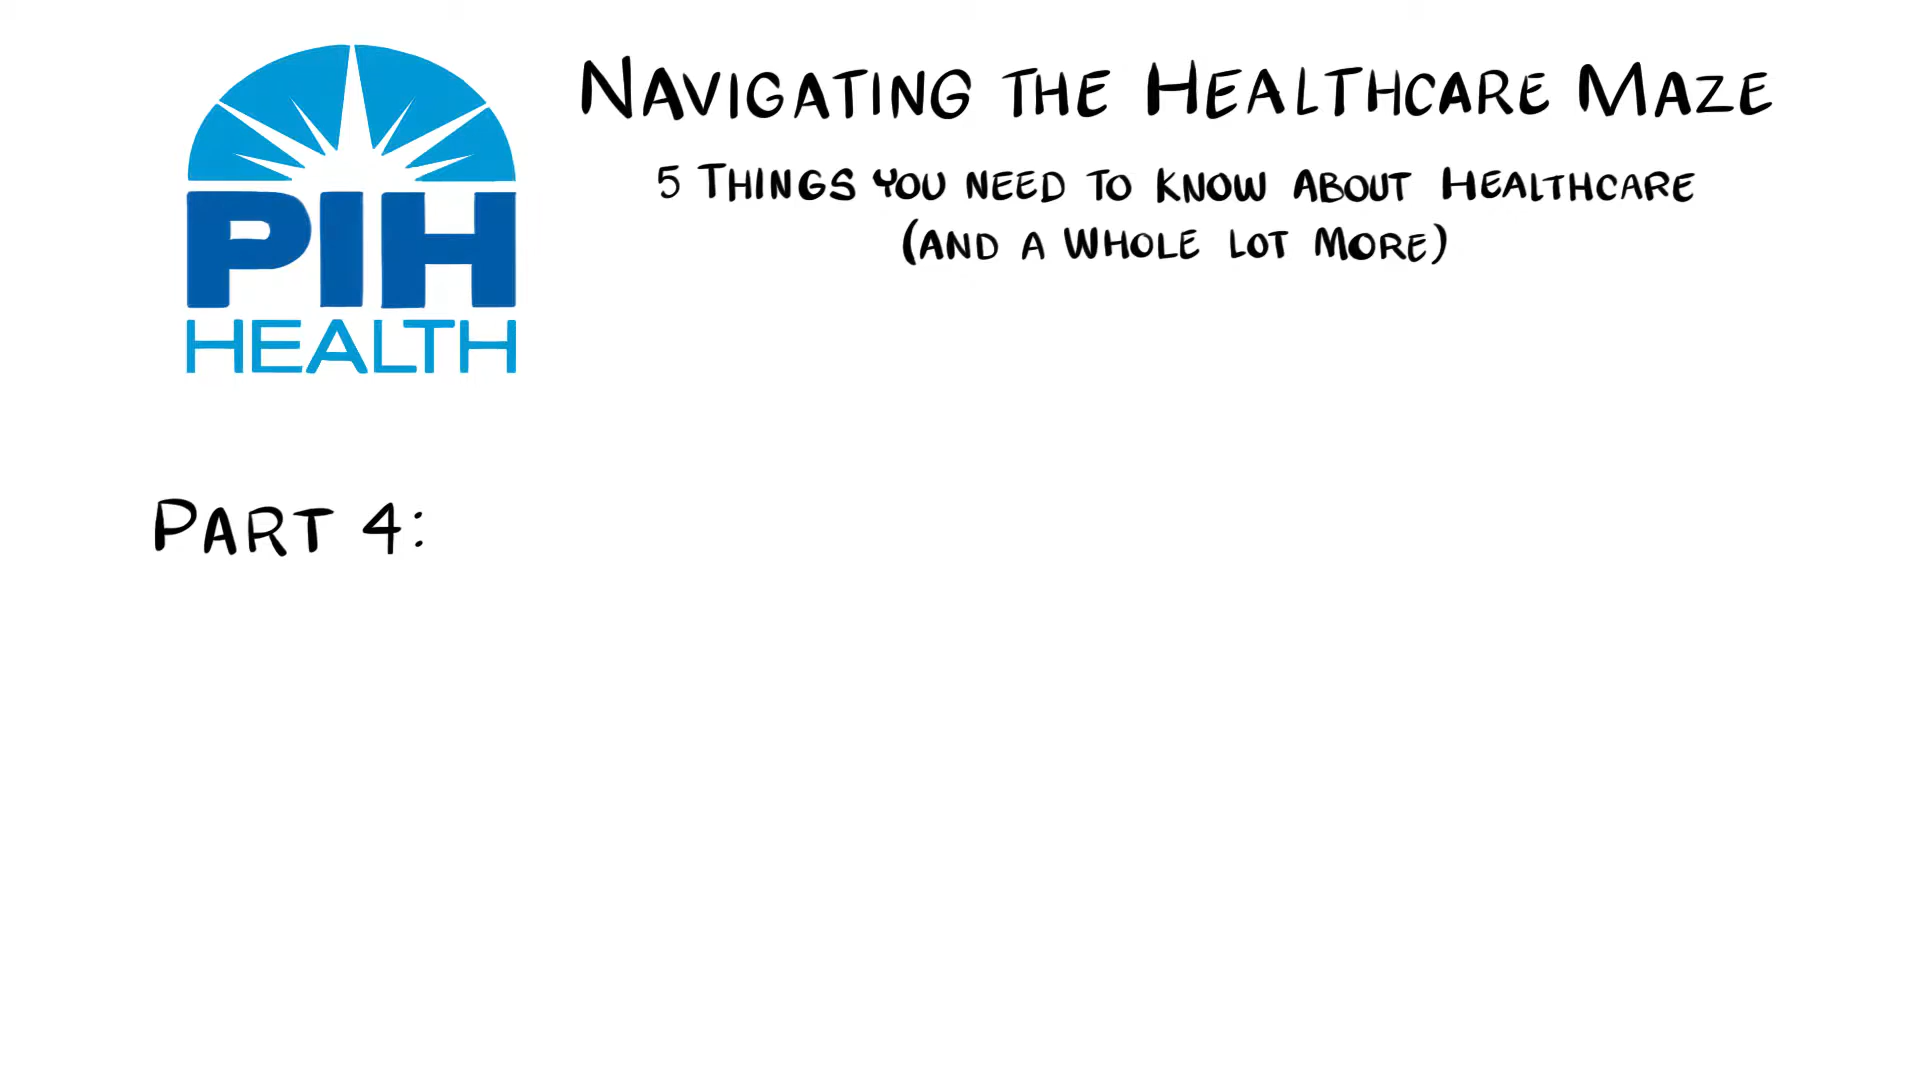 PIH
HEALTH
NAVIGATING THE HEALTHCARE MAZE
5 THINGS YOU NEED TO KNOW ABOUT HEALTHCARE
(AND A WHOLE LOT MORE)
PART 4: